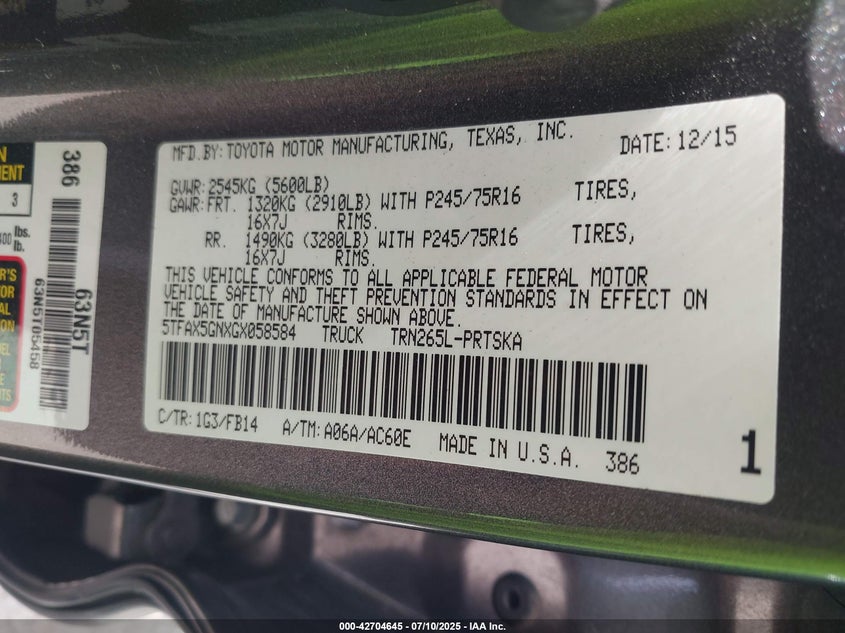 MFD.BY:TOYOTA MOTOR MANUFACTURING, TEXAS, INC. DATE:12/15
GVWR:2545KG (5600LB)
GAWR:FRT. 1320KG (2910LB) WITH P245/75R16 TIRES,
16X7J RIMS.
RR. 1490KG (3280LB) WITH P245/75R16 TIRES,
16X7J RIMS.
THIS VEHICLE CONFORMS TO ALL APPLICABLE FEDERAL MOTOR
VEHICLE SAFETY AND THEFT PREVENTION STANDARDS IN EFFECT ON
THE DATE OF MANUFACTURE SHOWN ABOVE.
5TFAX5GNXGX058584 TRUCK TRN265L-PRTSKA
C/TR:1G3/FB14 A/TM:A06A/AC60E MADE IN U.S.A. 386
1
386
63N5T
63N5T05458
3
lbs.
lb.
000-42704645 - 07/10/2025 - IAA Inc.